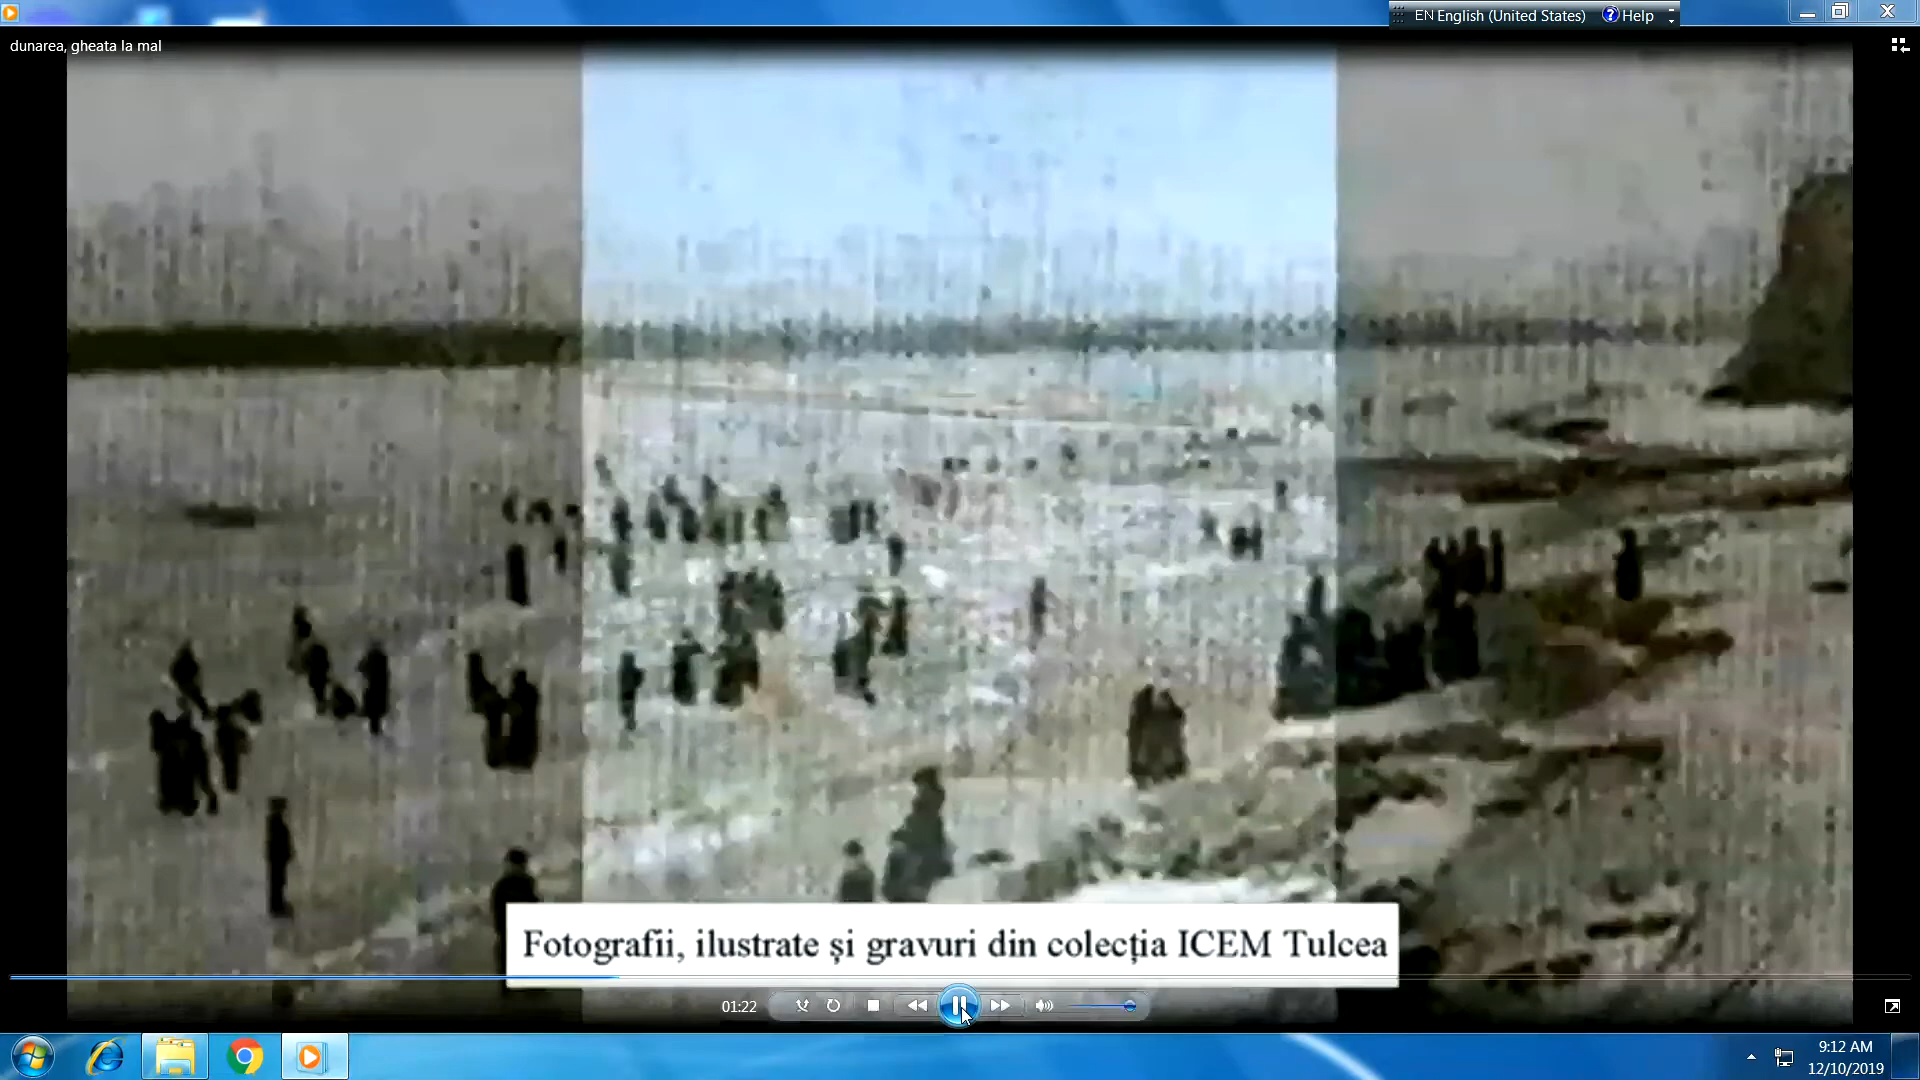 EN English (United States) Help
dunarea, gheata la mal
Fotografii, ilustrate și gravuri din colecția ICEM Tulcea
01:22
9:12 AM
12/10/2019